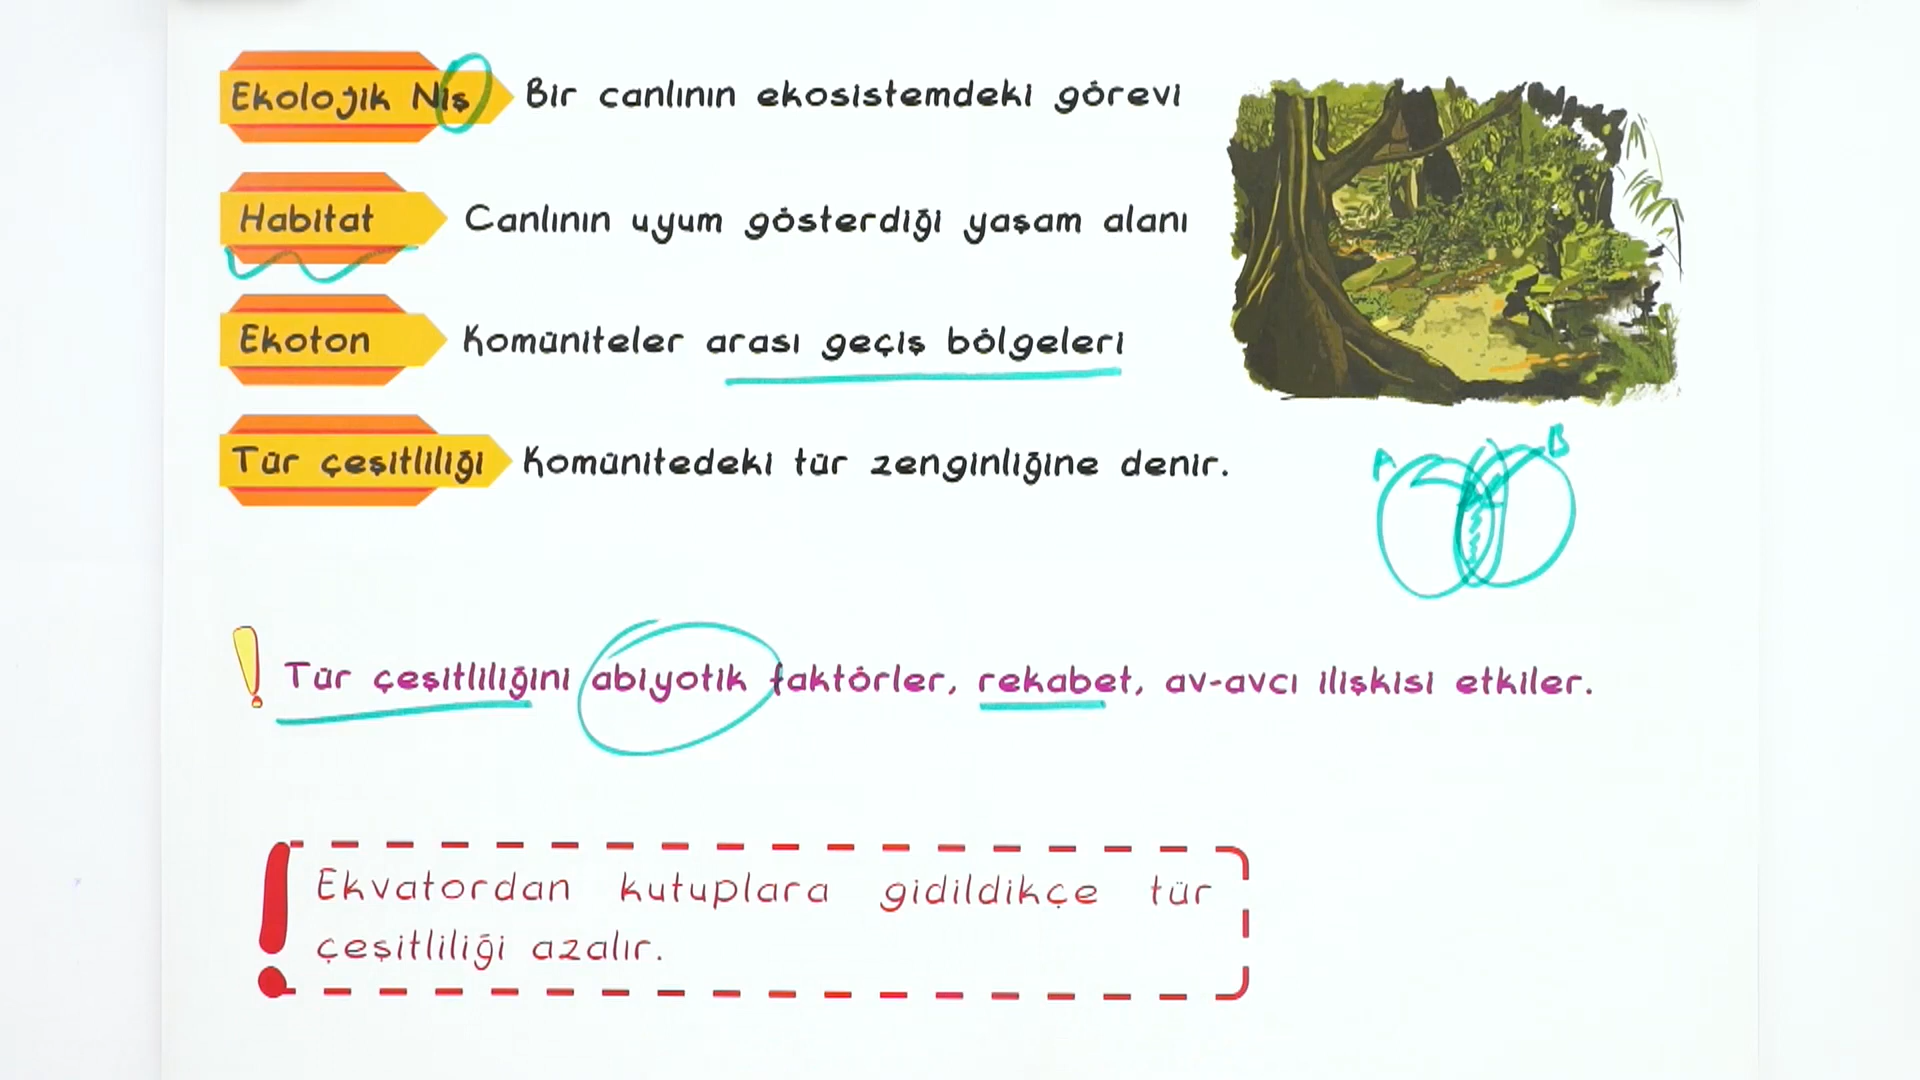 Ekolojik Niş Bir canlının ekosistemdeki görevi
Habitat Canlının uyum gösterdiği yaşam alanı
Ekoton Komüniteler arası geçiş bölgeleri
Tür çeşitliliği Komünitedeki tür zenginliğine denir.
A B
Tür çeşitliliğini abiyotik faktörler, rekabet, av-avcı ilişkisi etkiler.
Ekvatordan kutuplara gidildikçe tür
çeşitliliği azalır.